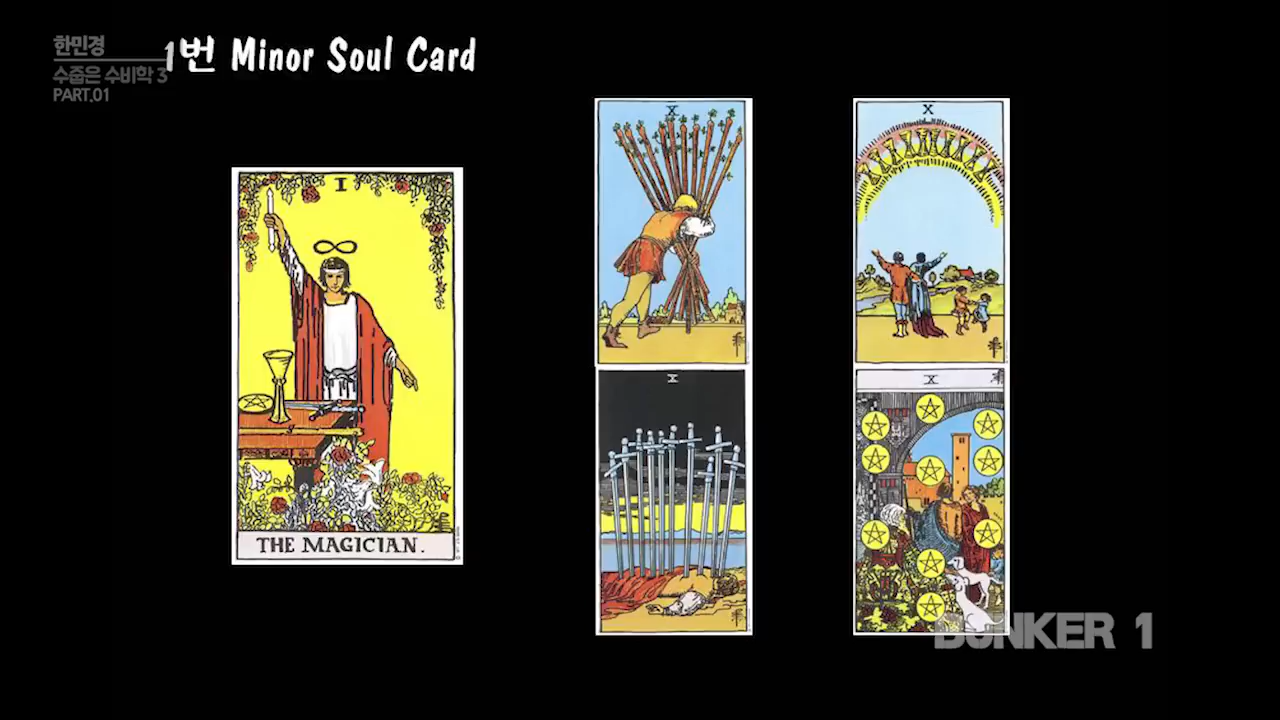 한민경
1번 Minor Soul Card
수줍은 수비학 3
PART.01
I
THE MAGICIAN.
X
X
X
X
BUNKER 1